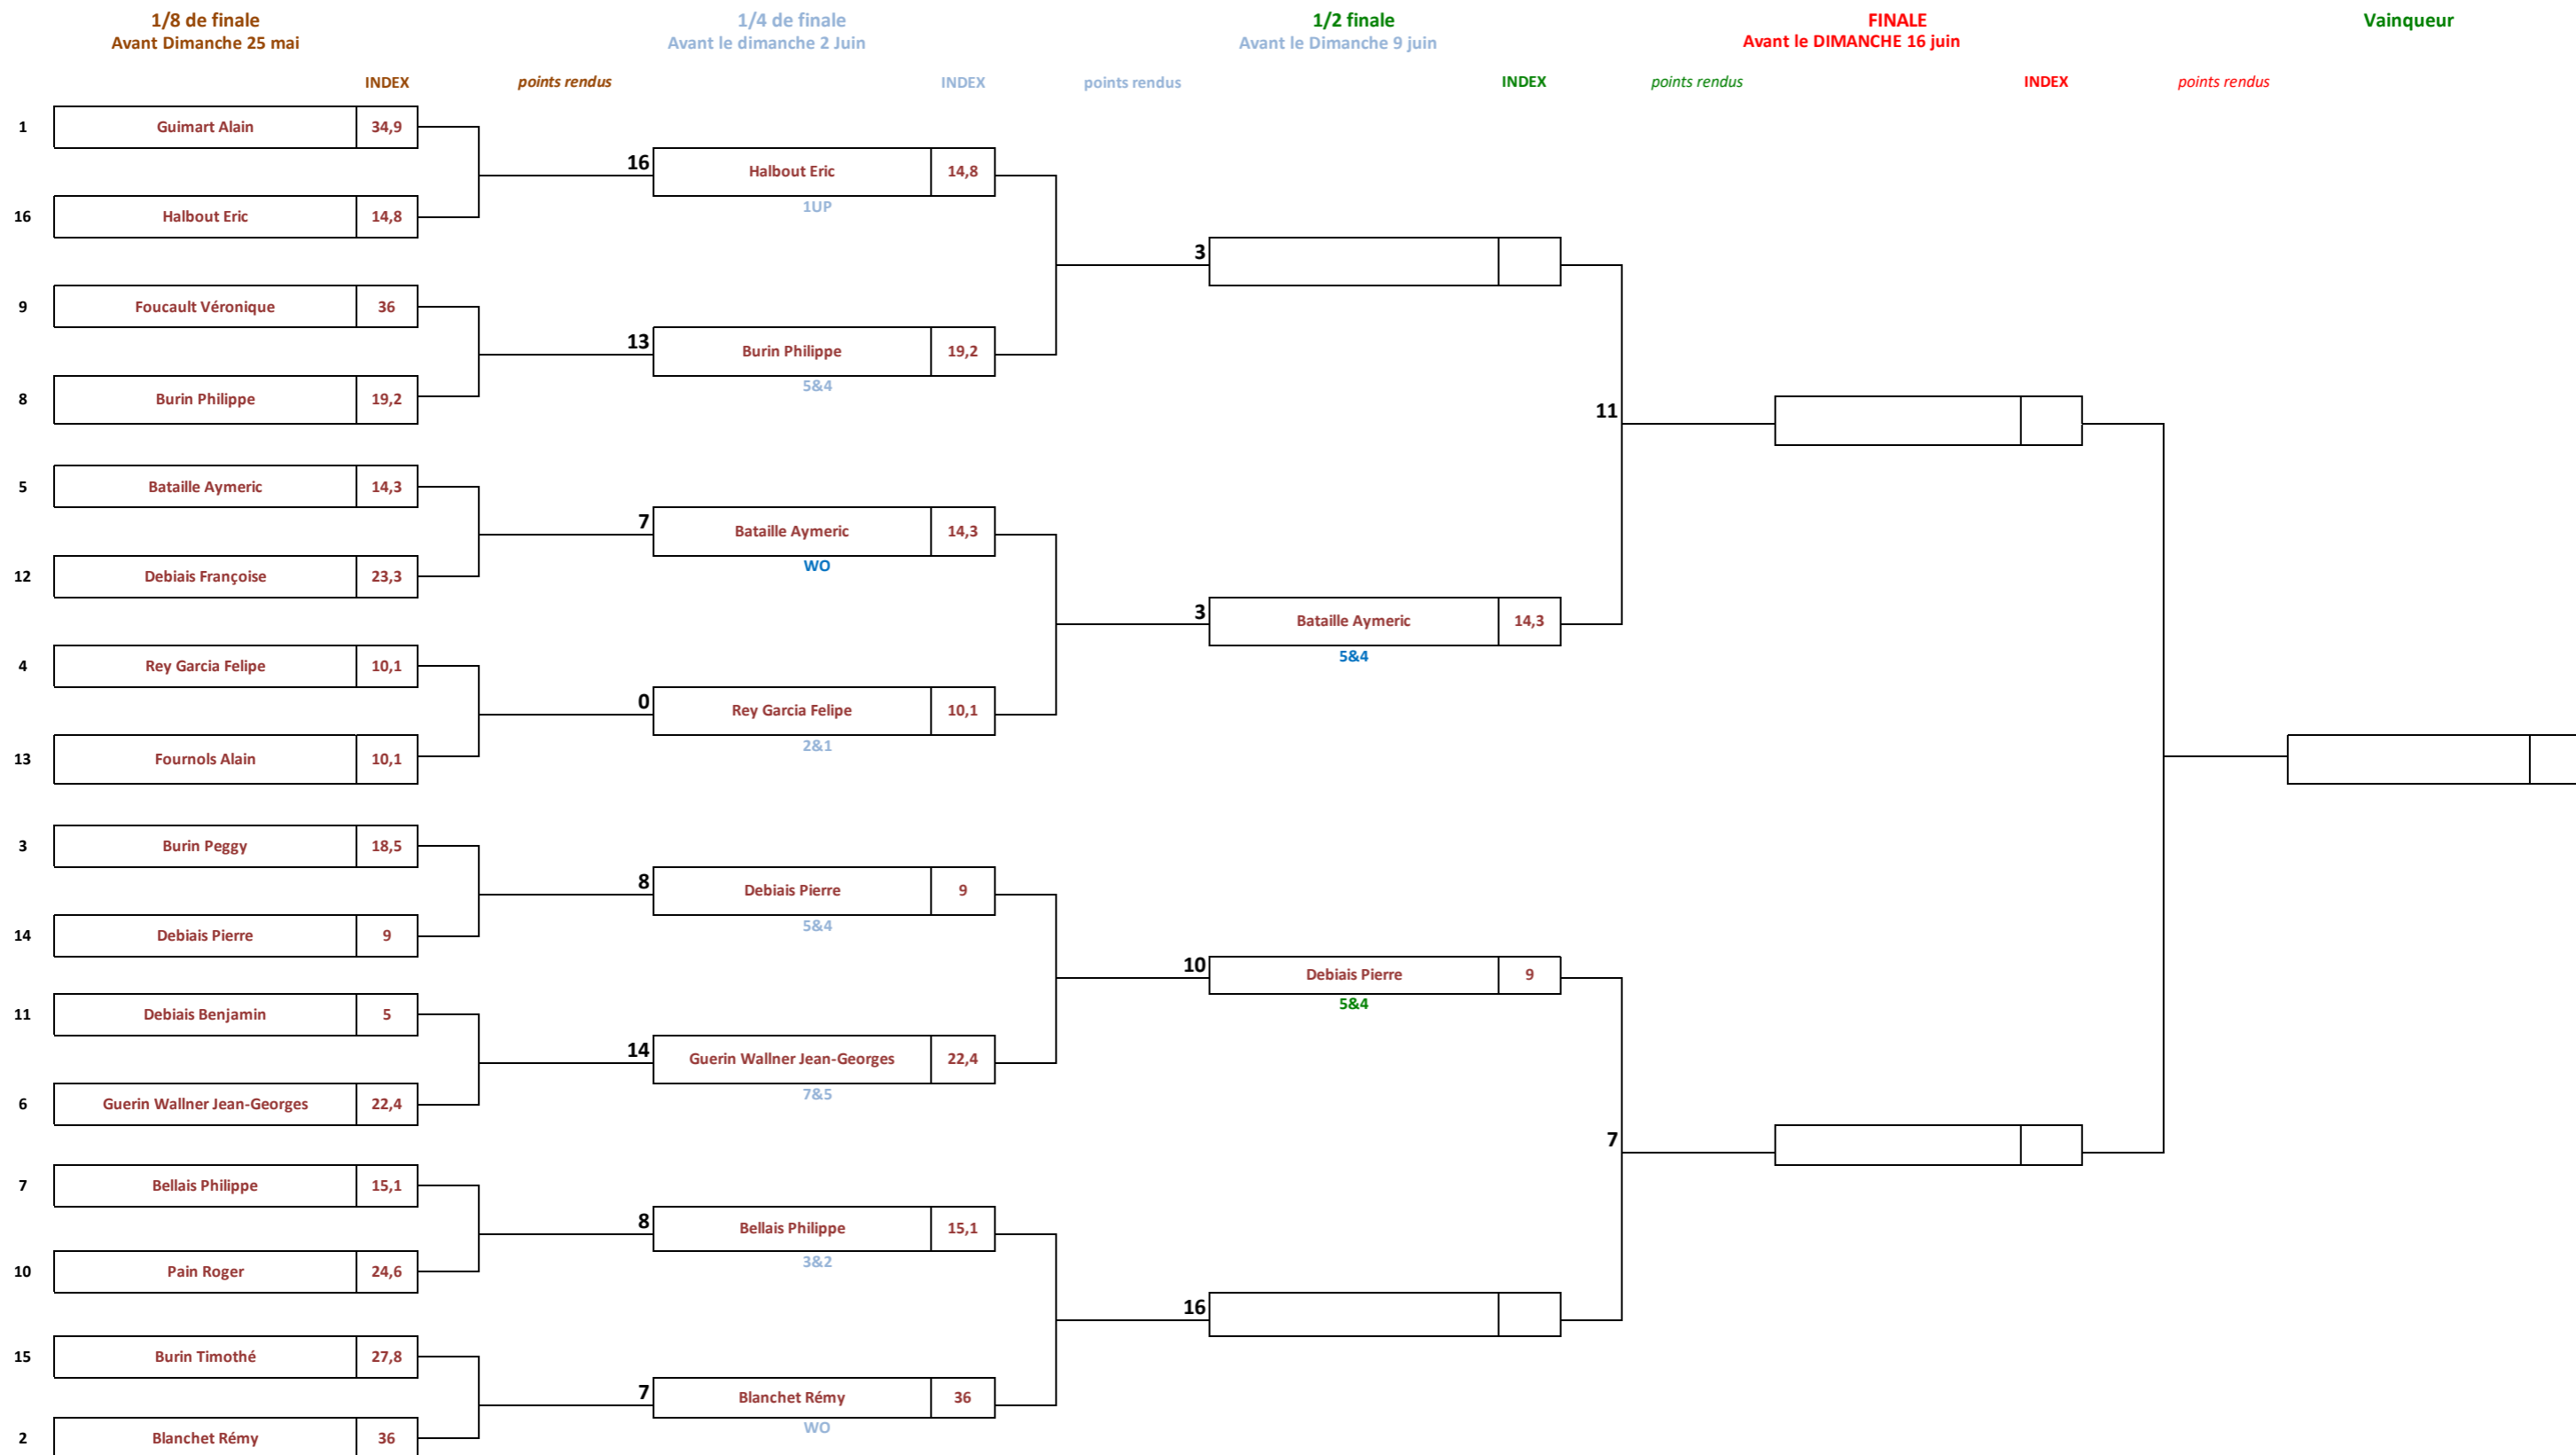 1/8 de finale
Avant Dimanche 25 mai
1/4 de finale
Avant le dimanche 2 Juin
1/2 finale
Avant le Dimanche 9 juin
FINALE
Avant le DIMANCHE 16 juin
Vainqueur
INDEX points rendus INDEX points rendus INDEX points rendus INDEX points rendus
1 Guimart Alain 34,9
16 Halbout Eric 14,8
1UP
16 Halbout Eric 14,8
3
9 Foucault Véronique 36
13 Burin Philippe 19,2
5&4
8 Burin Philippe 19,2
11
5 Bataille Aymeric 14,3
7 Bataille Aymeric 14,3
WO
12 Debiais Françoise 23,3
3 Bataille Aymeric 14,3
5&4
4 Rey Garcia Felipe 10,1
0 Rey Garcia Felipe 10,1
2&1
13 Fournols Alain 10,1
3 Burin Peggy 18,5
8 Debiais Pierre 9
5&4
14 Debiais Pierre 9
10 Debiais Pierre 9
5&4
11 Debiais Benjamin 5
14 Guerin Wallner Jean-Georges 22,4
7&5
6 Guerin Wallner Jean-Georges 22,4
7
7 Bellais Philippe 15,1
8 Bellais Philippe 15,1
3&2
10 Pain Roger 24,6
16
15 Burin Timothé 27,8
7 Blanchet Rémy 36
WO
2 Blanchet Rémy 36